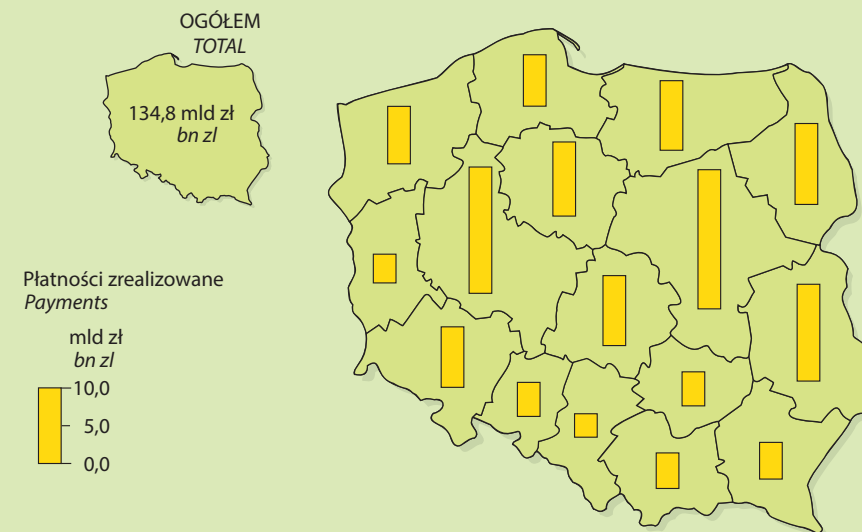 OGÓŁEM
TOTAL
134,8 mld zł
bn zl
Płatności zrealizowane
Payments
mld zł
bn zl
10,0
5,0
0,0